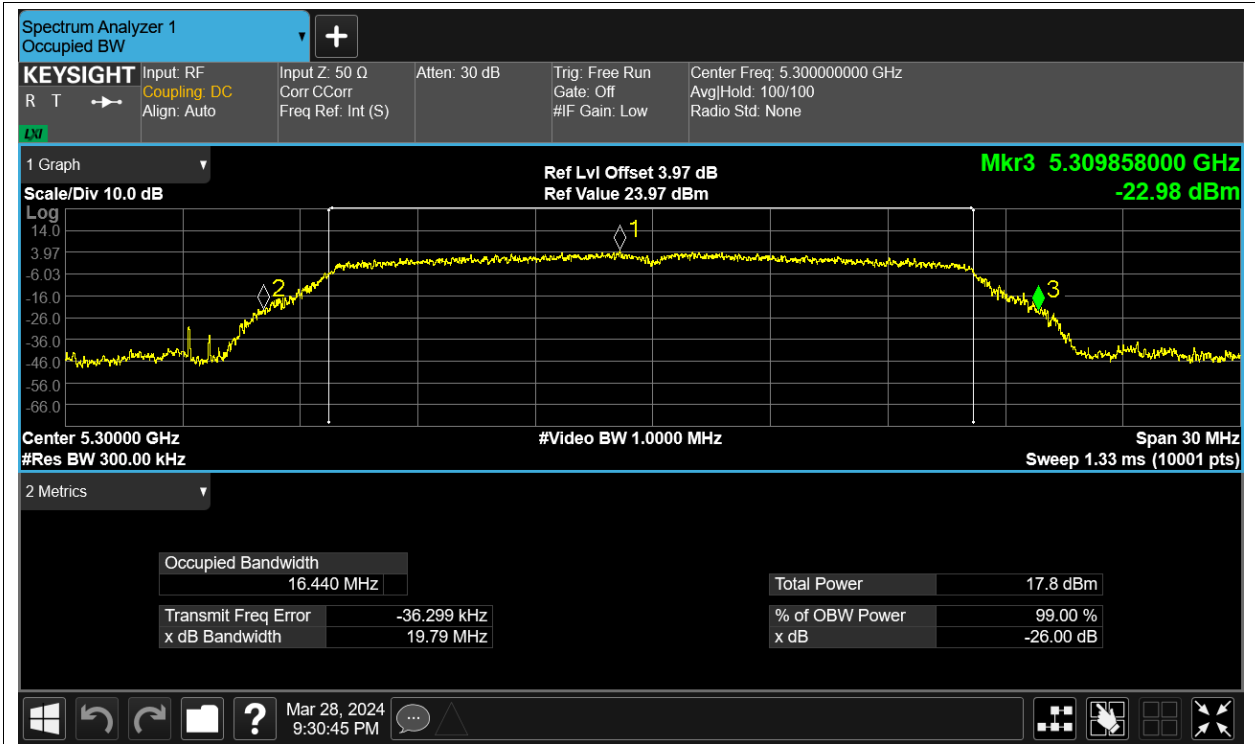 Spectrum Analyzer 1
Occupied BW
KEYSIGHT
R T
LXI
Input: RF
Coupling: DC
Align: Auto
Input Z: 50 Ω
Corr CCorr
Freq Ref: Int (S)
Atten: 30 dB
Trig: Free Run
Gate: Off
#IF Gain: Low
Center Freq: 5.300000000 GHz
Avg|Hold: 100/100
Radio Std: None
1 Graph
Scale/Div 10.0 dB
Ref Lvl Offset 3.97 dB
Ref Value 23.97 dBm
Mkr3 5.309858000 GHz
-22.98 dBm
Log
14.0
3.97
-6.03
-16.0
-26.0
-36.0
-46.0
-56.0
-66.0
1
2
3
Center 5.30000 GHz
#Res BW 300.00 kHz
#Video BW 1.0000 MHz
Span 30 MHz
Sweep 1.33 ms (10001 pts)
2 Metrics
Occupied Bandwidth
16.440 MHz
Transmit Freq Error -36.299 kHz
x dB Bandwidth 19.79 MHz
Total Power 17.8 dBm
% of OBW Power 99.00 %
x dB -26.00 dB
?
Mar 28, 2024
9:30:45 PM